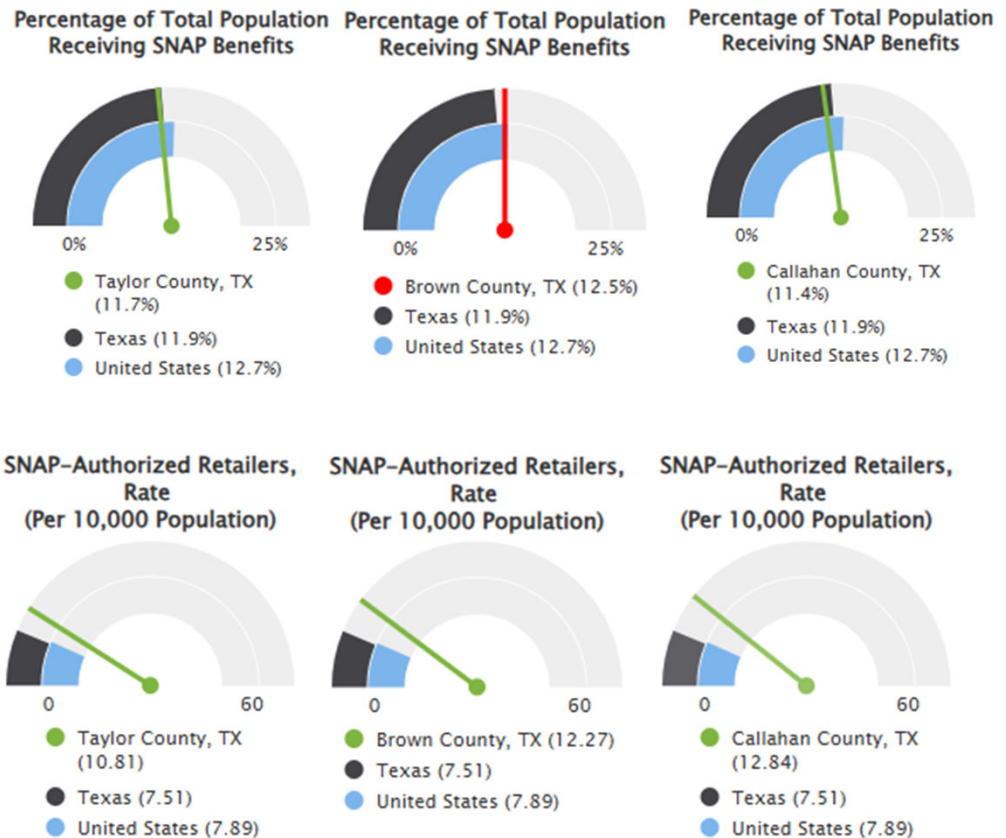 Percentage of Total Population
Receiving SNAP Benefits
0%
25%
Taylor County, TX
(11.7%)
Texas (11.9%)
United States (12.7%)
Percentage of Total Population
Receiving SNAP Benefits
0%
25%
Brown County, TX (12.5%)
Texas (11.9%)
United States (12.7%)
Percentage of Total Population
Receiving SNAP Benefits
0%
25%
Callahan County, TX
(11.4%)
Texas (11.9%)
United States (12.7%)
SNAP-Authorized Retailers,
Rate
(Per 10,000 Population)
0
60
Taylor County, TX
(10.81)
Texas (7.51)
United States (7.89)
SNAP-Authorized Retailers,
Rate
(Per 10,000 Population)
0
60
Brown County, TX (12.27)
Texas (7.51)
United States (7.89)
SNAP-Authorized Retailers,
Rate
(Per 10,000 Population)
0
60
Callahan County, TX
(12.84)
Texas (7.51)
United States (7.89)